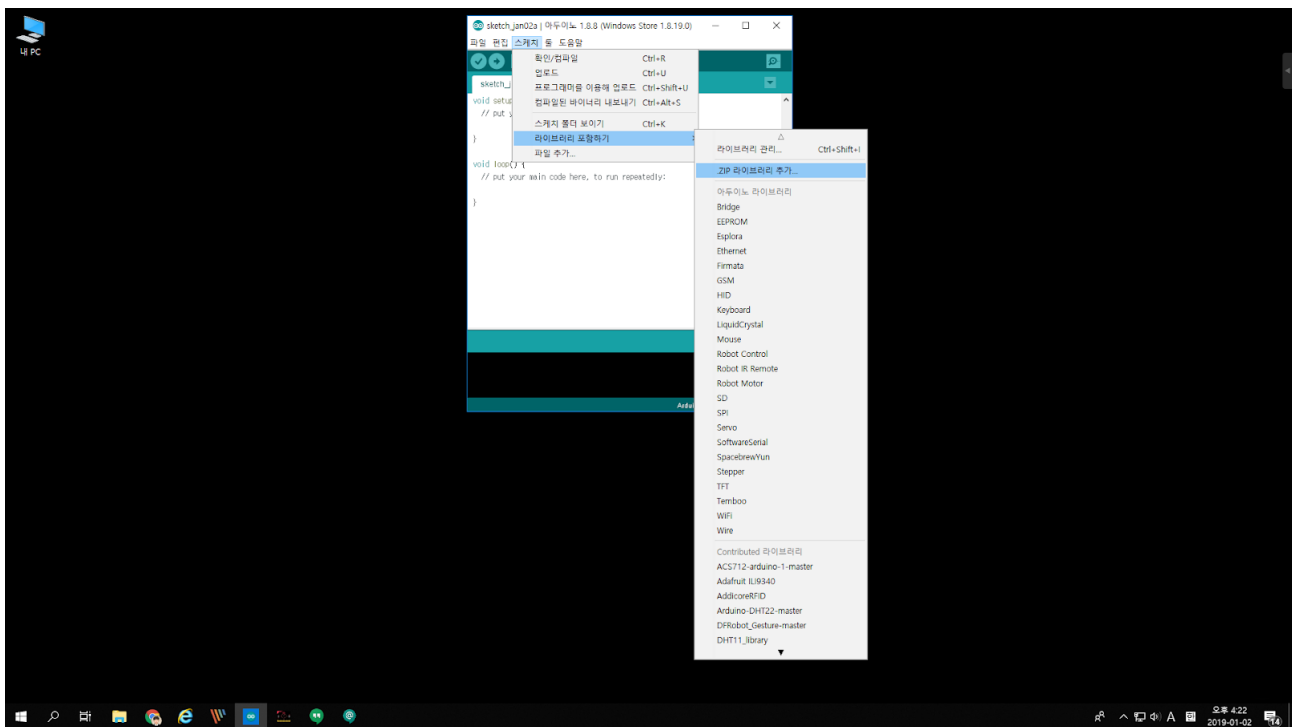 내 PC
sketch_jan02a | 아두이노 1.8.8 (Windows Store 1.8.19.0)
파일 편집 스케치 툴 도움말
확인/컴파일 Ctrl+R
업로드 Ctrl+U
프로그래머를 이용해 업로드 Ctrl+Shift+U
컴파일된 바이너리 내보내기 Ctrl+Alt+S
스케치 폴더 보이기 Ctrl+K
라이브러리 포함하기
파일 추가...
sketch_j
void setup
// put y
}
void loop() {
// put your main code here, to run repeatedly:
}
Ardui
라이브러리 관리... Ctrl+Shift+I
.ZIP 라이브러리 추가...
아두이노 라이브러리
Bridge
EEPROM
Esplora
Ethernet
Firmata
GSM
HID
Keyboard
LiquidCrystal
Mouse
Robot Control
Robot IR Remote
Robot Motor
SD
SPI
Servo
SoftwareSerial
SpacebrewYun
Stepper
TFT
Temboo
WiFi
Wire
Contributed 라이브러리
ACS712-arduino-1-master
Adafruit ILI9340
AddicoreRFID
Arduino-DHT22-master
DFRobot_Gesture-master
DHT11_library
A
오후 4:22
2019-01-02
14